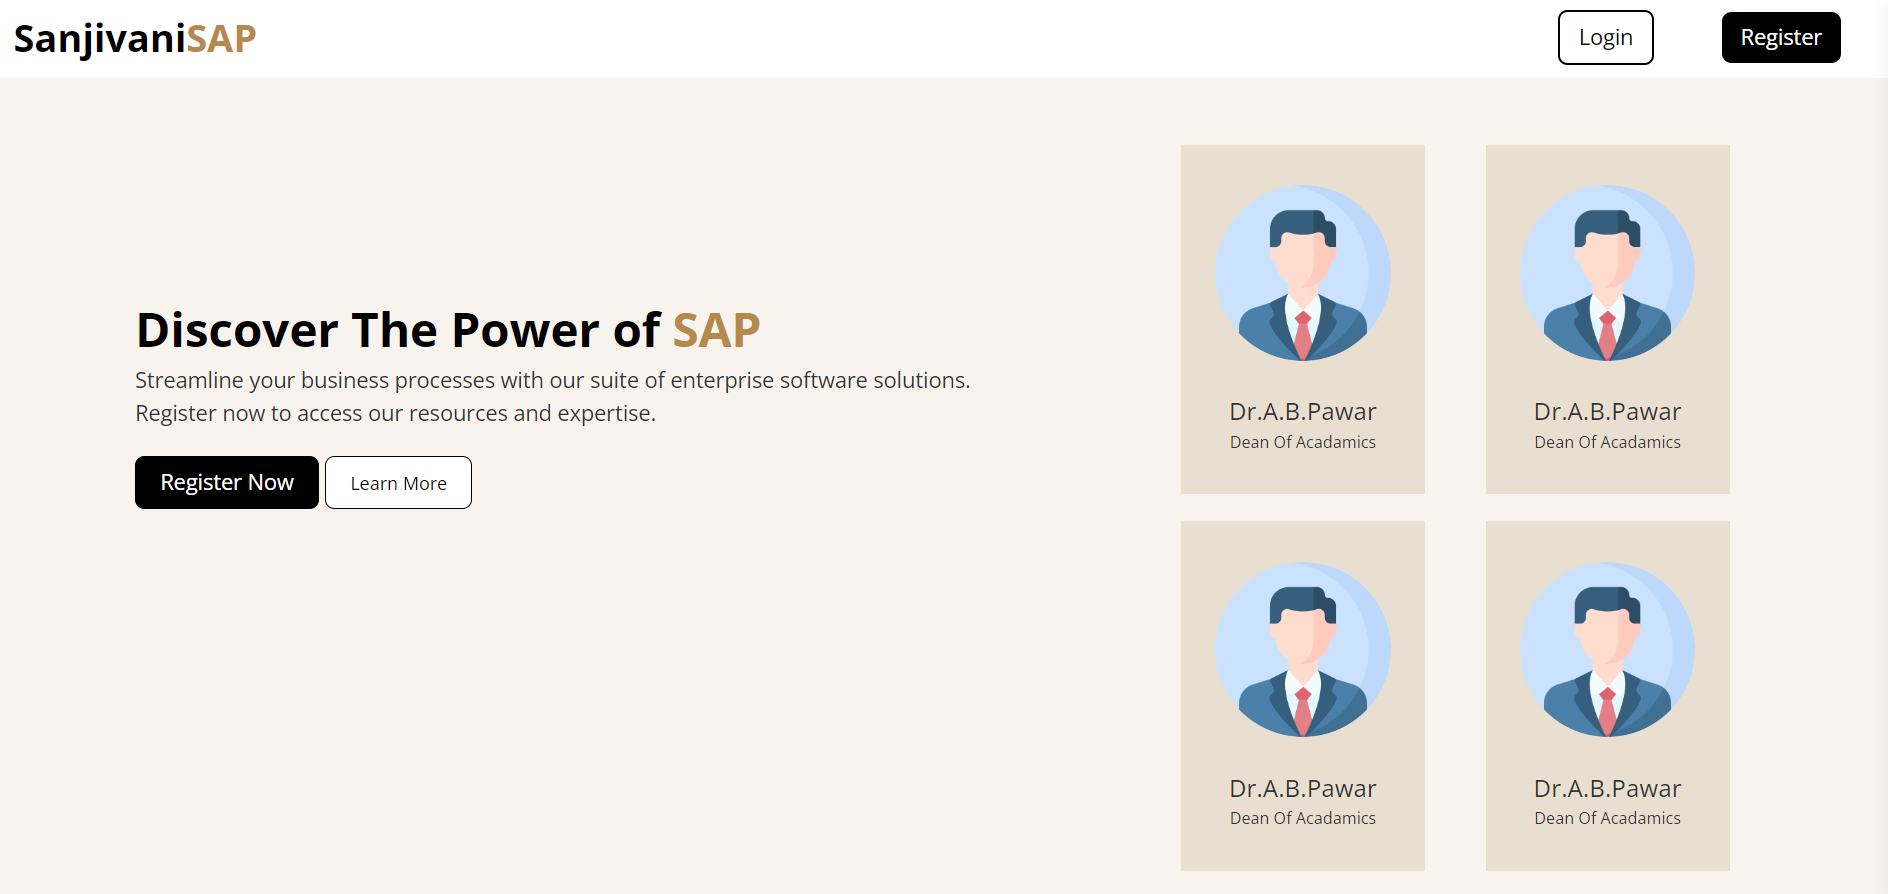 SanjivaniSAP
Login
Register
Discover The Power of SAP
Streamline your business processes with our suite of enterprise software solutions.
Register now to access our resources and expertise.
Register Now
Learn More
Dr.A.B.Pawar
Dean Of Acadamics
Dr.A.B.Pawar
Dean Of Acadamics
Dr.A.B.Pawar
Dean Of Acadamics
Dr.A.B.Pawar
Dean Of Acadamics